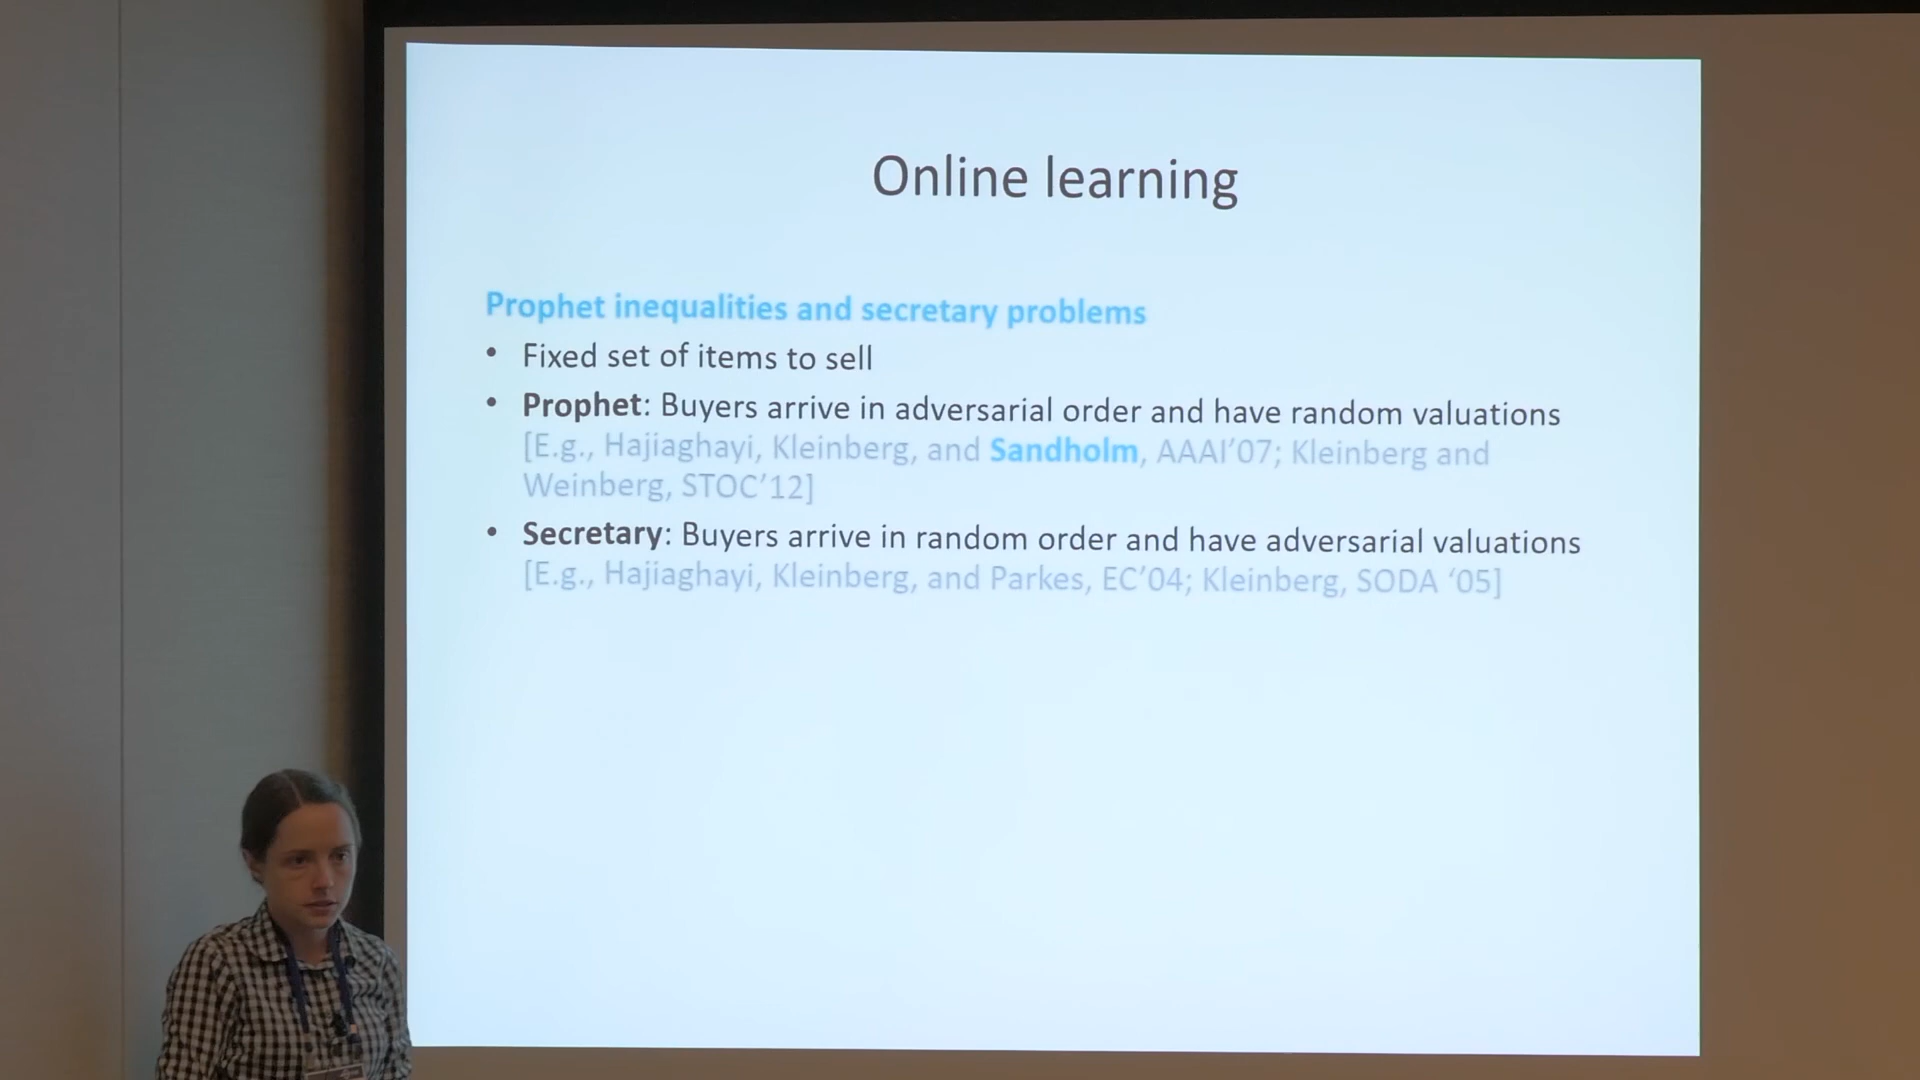 Online learning
Prophet inequalities and secretary problems
• Fixed set of items to sell
• Prophet: Buyers arrive in adversarial order and have random valuations
[E.g., Hajiaghayi, Kleinberg, and Sandholm, AAAI’07; Kleinberg and
Weinberg, STOC’12]
• Secretary: Buyers arrive in random order and have adversarial valuations
[E.g., Hajiaghayi, Kleinberg, and Parkes, EC’04; Kleinberg, SODA ‘05]